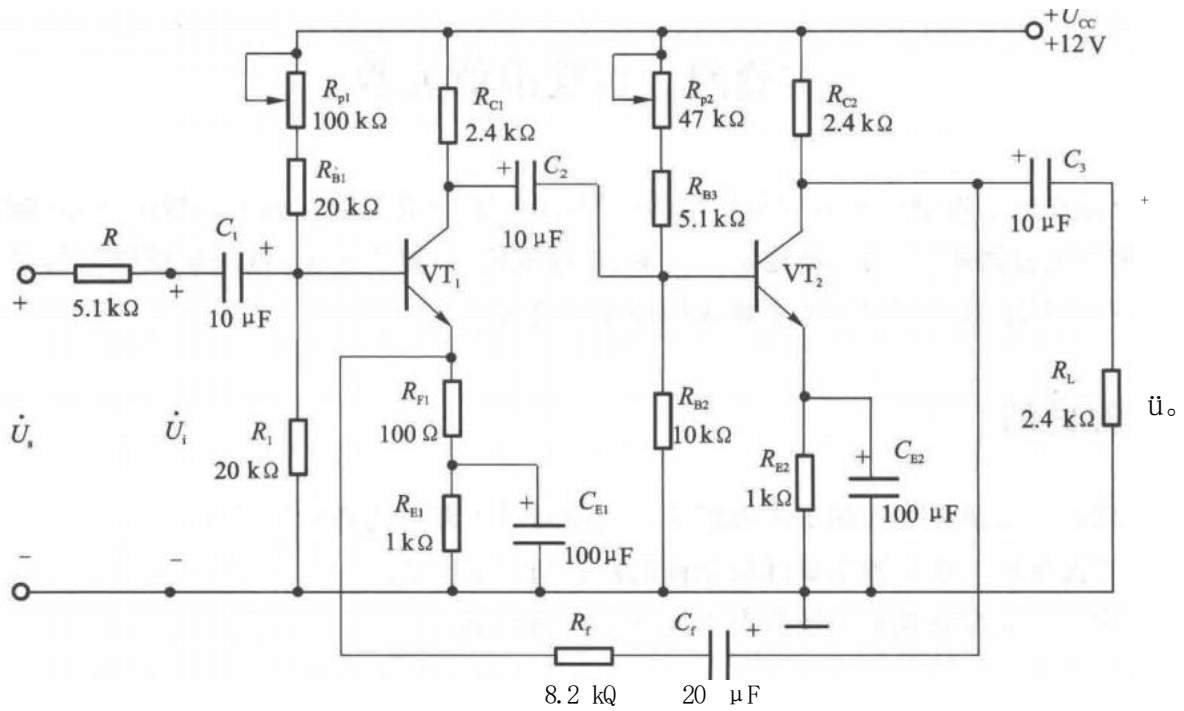 +U_CC
+12 V
R_p1
100 kΩ
R_C1
2.4 kΩ
R_p2
47 kΩ
R_C2
2.4 kΩ
R_B1
20 kΩ
+ C_2
10 μF
R_B3
5.1 kΩ
+ C_3
10 μF
+
R
5.1 kΩ
C_1 +
10 μF
+
+
VT_1
VT_2
R_F1
100 Ω
R_B2
10 kΩ
R_L
2.4 kΩ
ü。
U̇_s
U̇_i
R_1
20 kΩ
R_E1
1 kΩ
+ C_E1
100 μF
R_E2
1 kΩ
+ C_E2
100 μF
−
−
R_f
C_f +
8.2 kQ
20 μF